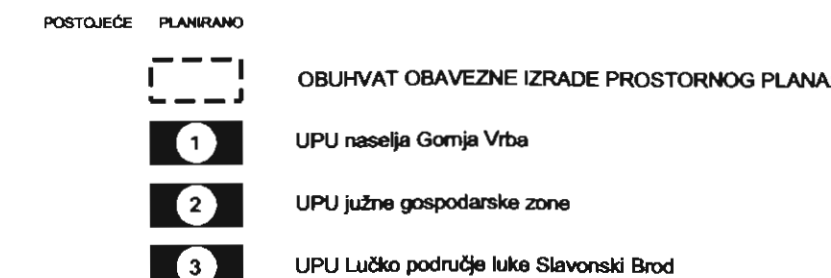 POSTOJEĆE PLANIRANO
OBUHVAT OBAVEZNE IZRADE PROSTORNOG PLANA
1 UPU naselja Gornja Vrba
2 UPU južne gospodarske zone
3 UPU Lučko područje luke Slavonski Brod